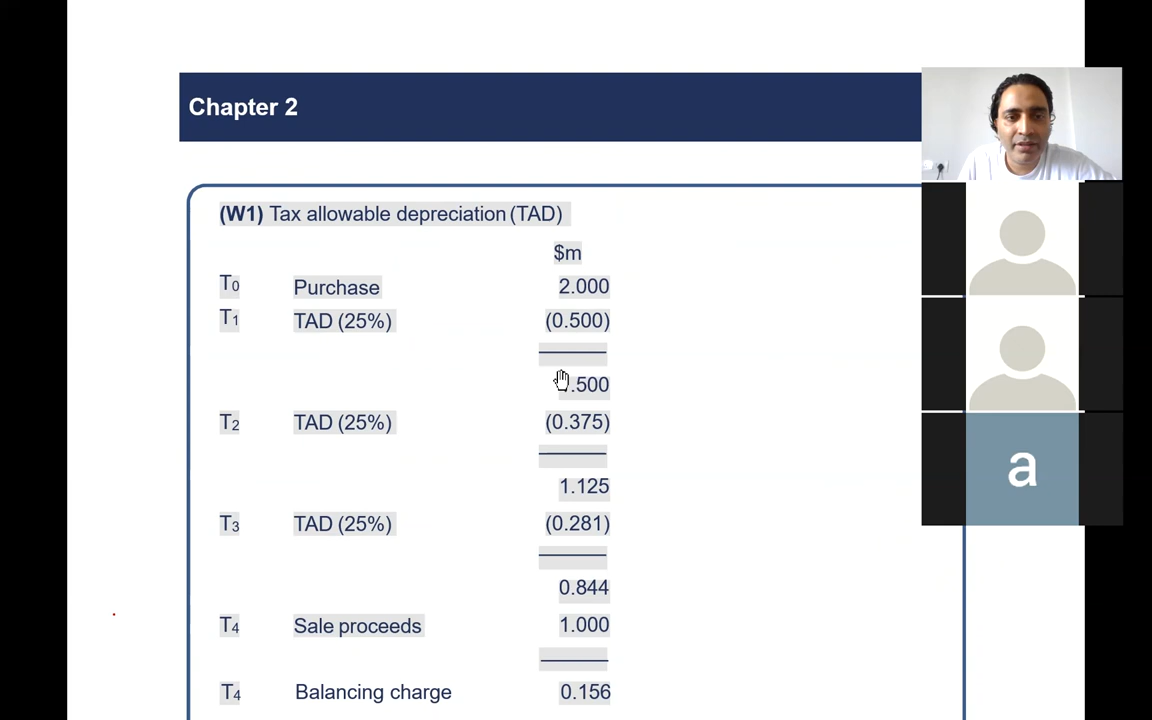 Chapter 2
(W1) Tax allowable depreciation (TAD)
$m
T0 Purchase 2.000
T1 TAD (25%) (0.500)
.500
T2 TAD (25%) (0.375)
1.125
T3 TAD (25%) (0.281)
0.844
T4 Sale proceeds 1.000
T4 Balancing charge 0.156
a